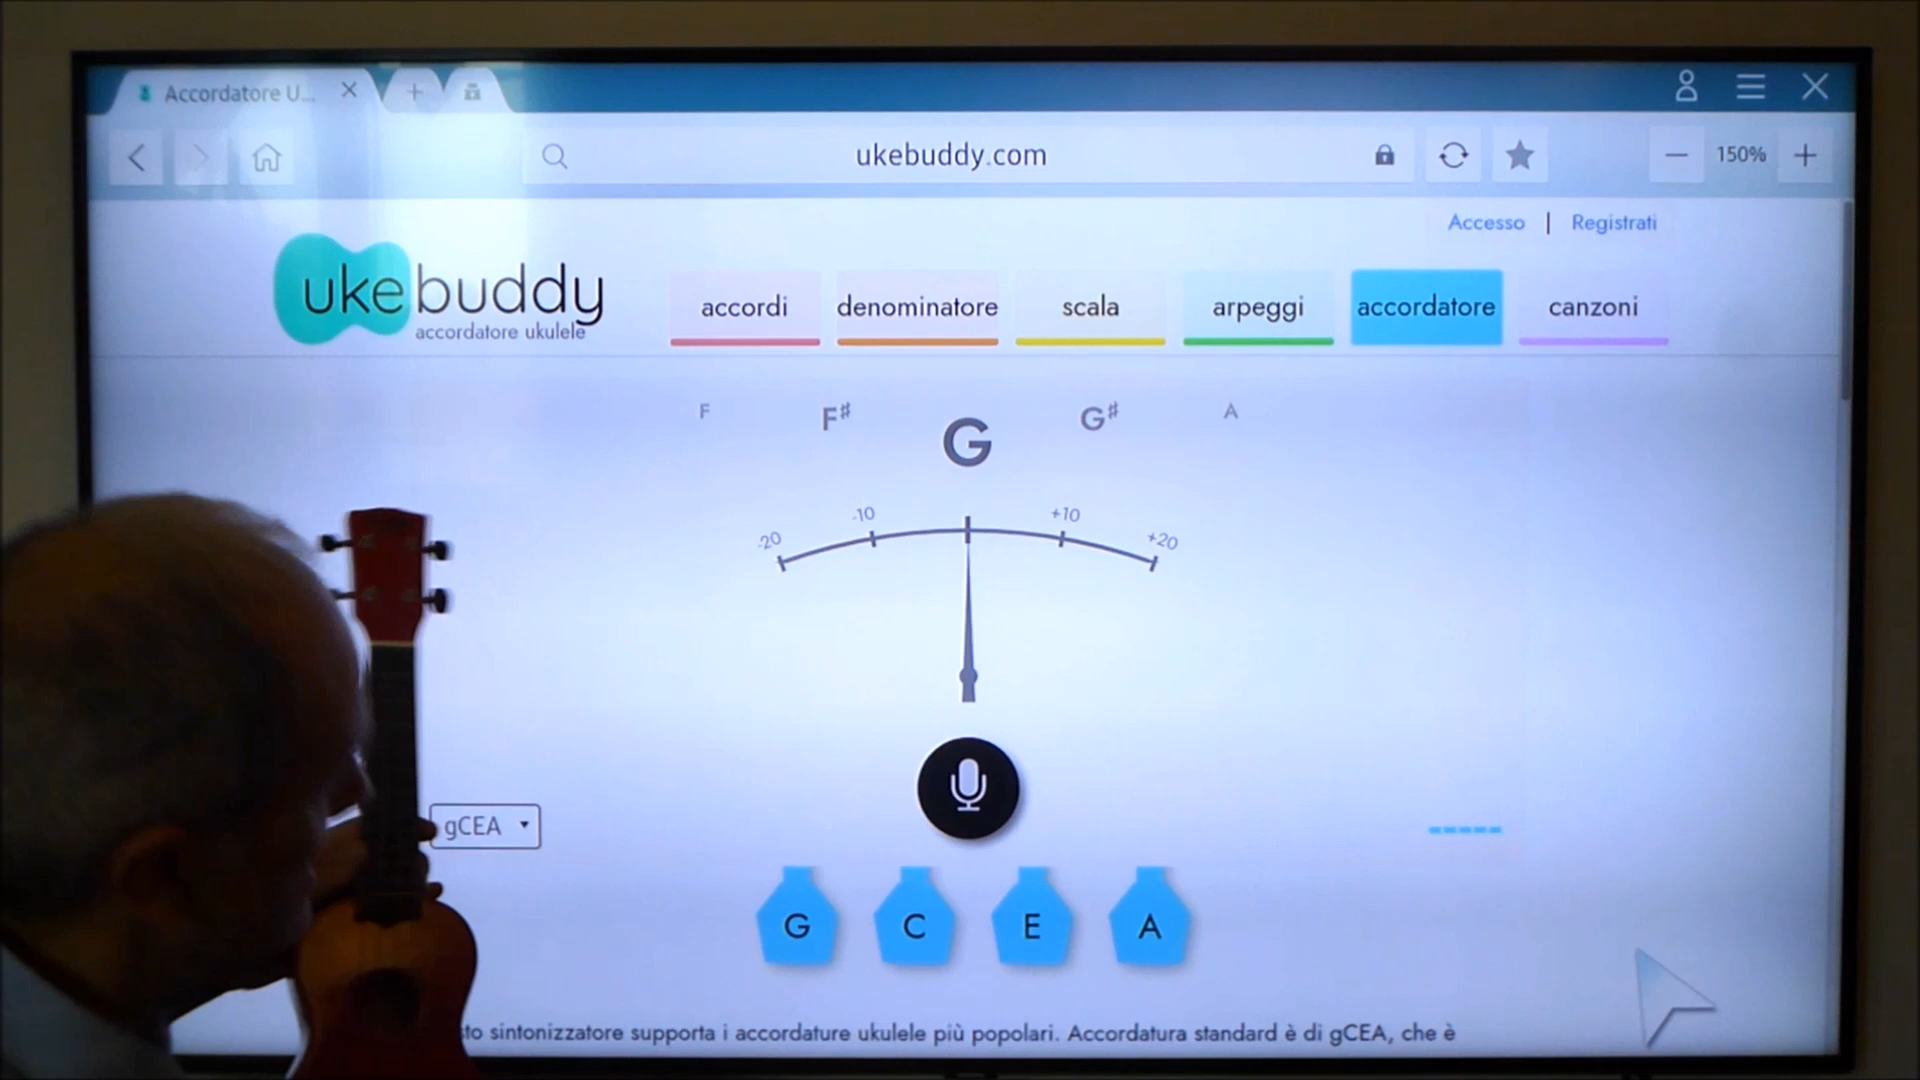 Accordatore U...
ukebuddy.com
150%
Accesso | Registrati
ukebuddy
accordatore ukulele
accordi
denominatore
scala
arpeggi
accordatore
canzoni
F
F♯
G
G♯
A
-20
-10
+10
+20
gCEA
G
C
E
A
sintonizzatore supporta i accordature ukulele più popolari. Accordatura standard è di gCEA, che è